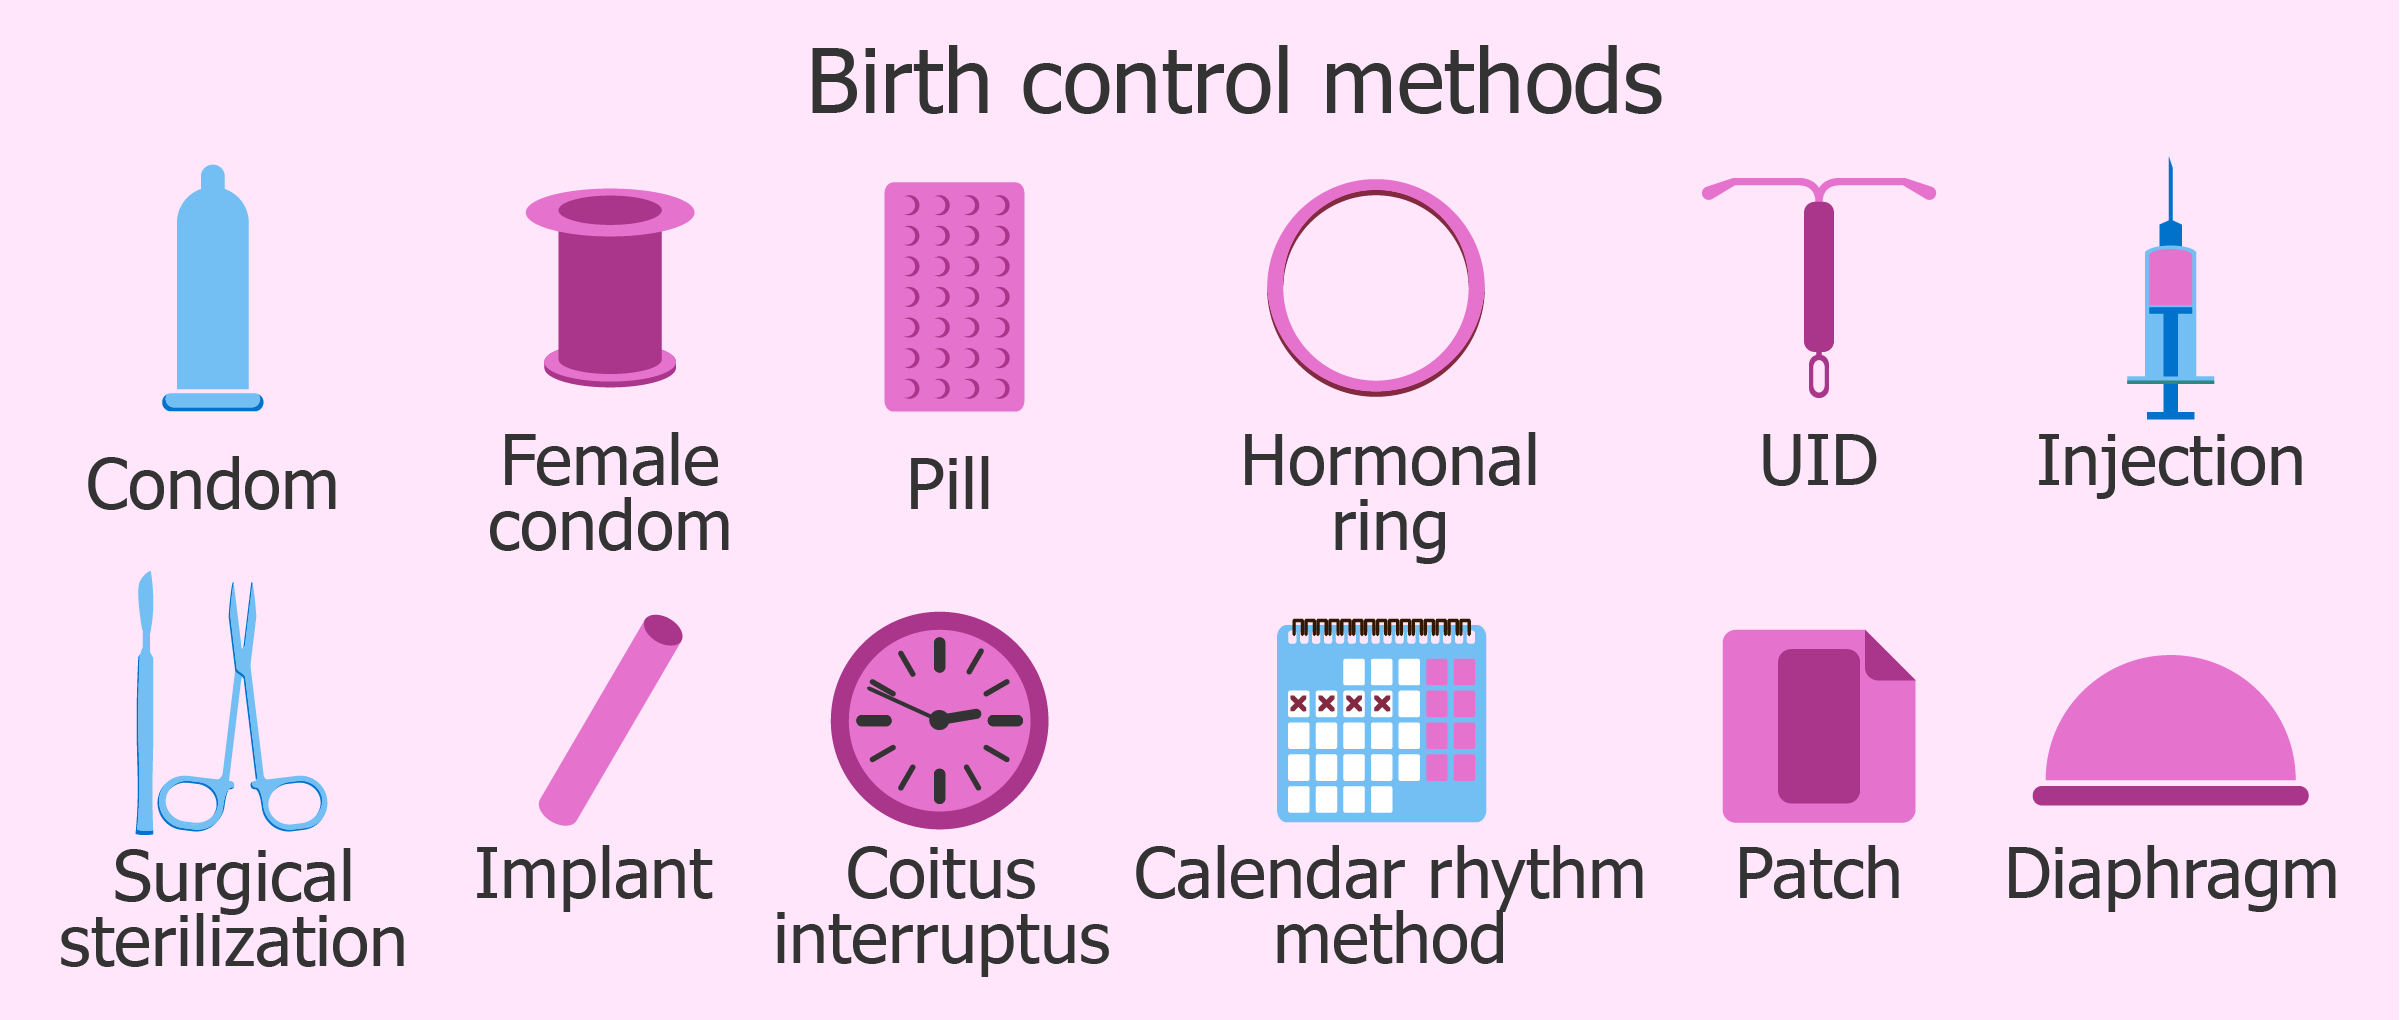 Birth control methods
Condom
Female
condom
Pill
Hormonal
ring
UID
Injection
Surgical
sterilization
Implant
Coitus
interruptus
Calendar rhythm
method
Patch
Diaphragm